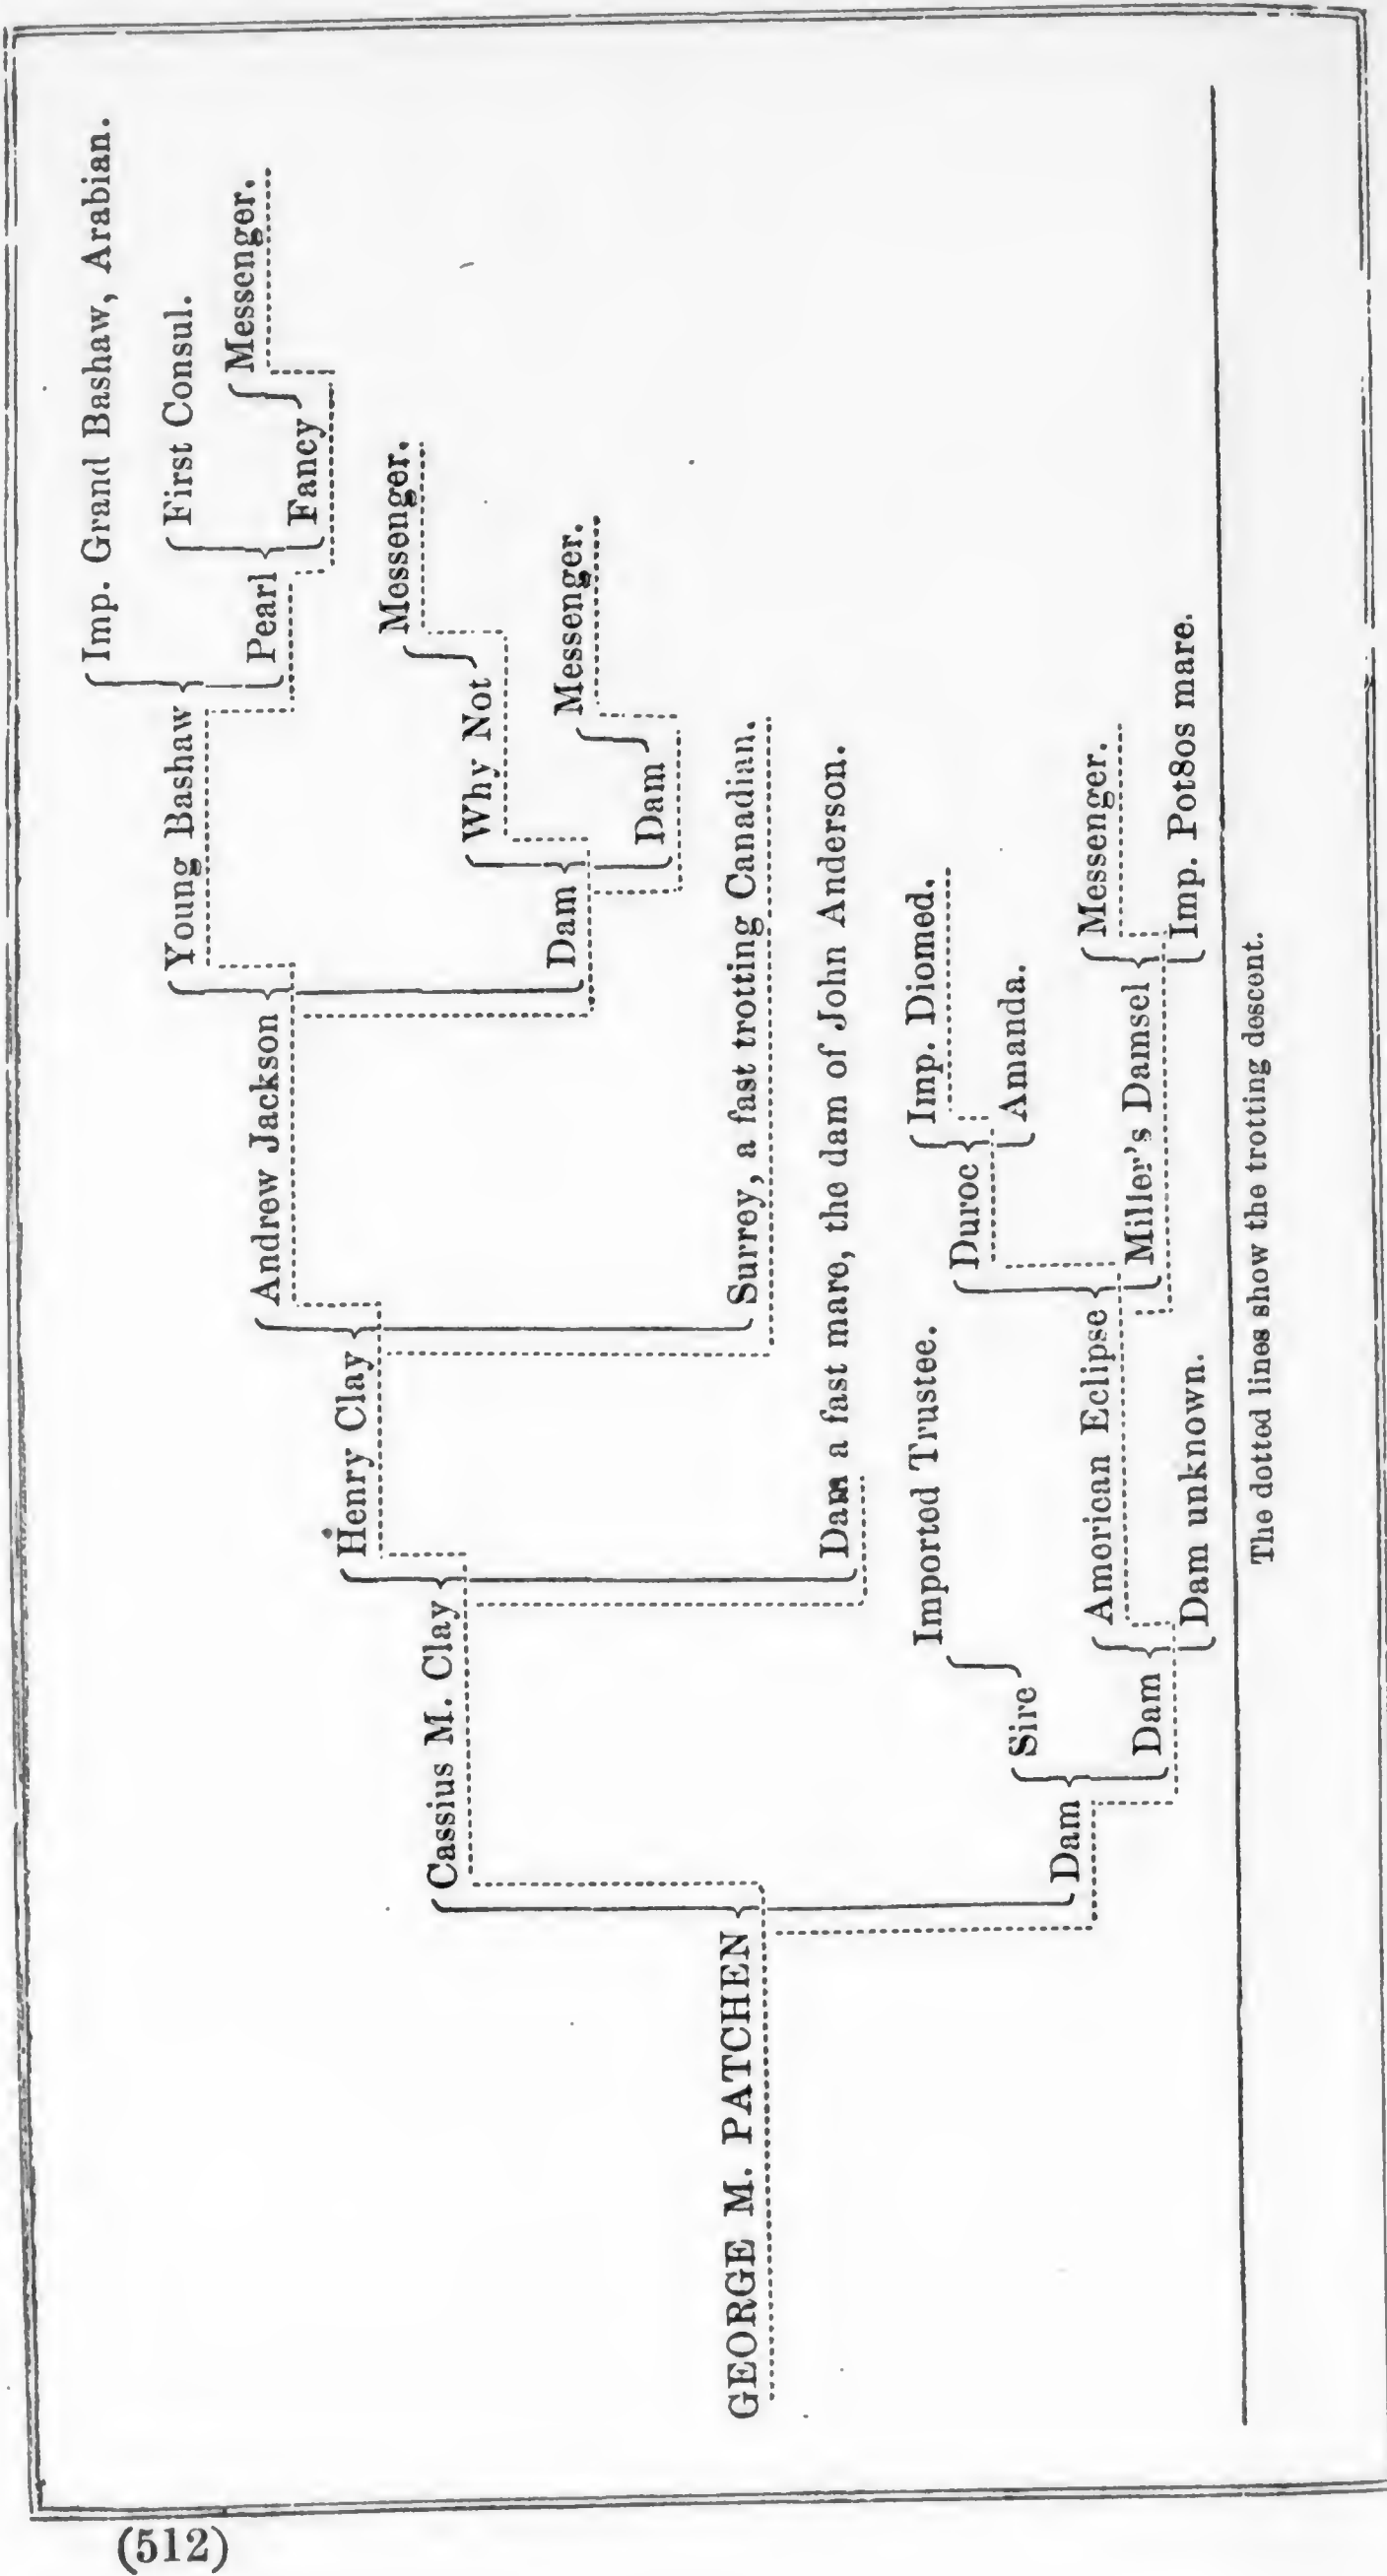 (512)
Imp. Grand Bashaw, Arabian.
Young Bashaw
First Consul.
Pearl
Messenger.
Fancy
Andrew Jackson
Messenger.
Why Not
Dam
Messenger.
Dam
Henry Clay
Surrey, a fast trotting Canadian.
Cassius M. Clay
Dam a fast mare, the dam of John Anderson.
GEORGE M. PATCHEN
Imported Trustee.
Sire
Dam
Imp. Diomed.
Duroc
Amanda.
American Eclipse
Messenger.
Miller's Damsel
Imp. Pot8os mare.
Dam
Dam unknown.
The dotted lines show the trotting descent.